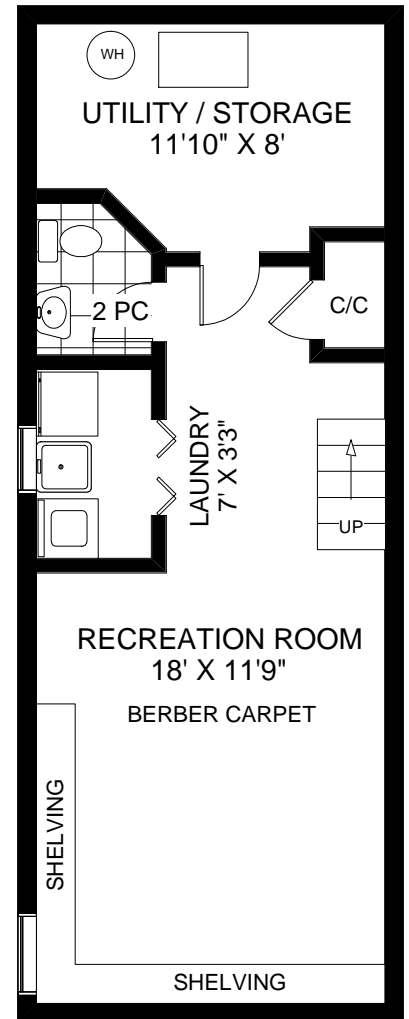 WH
UTILITY / STORAGE
11'10" X 8'
2 PC
C/C
LAUNDRY
7' X 3'3"
UP
RECREATION ROOM
18' X 11'9"
BERBER CARPET
SHELVING
SHELVING